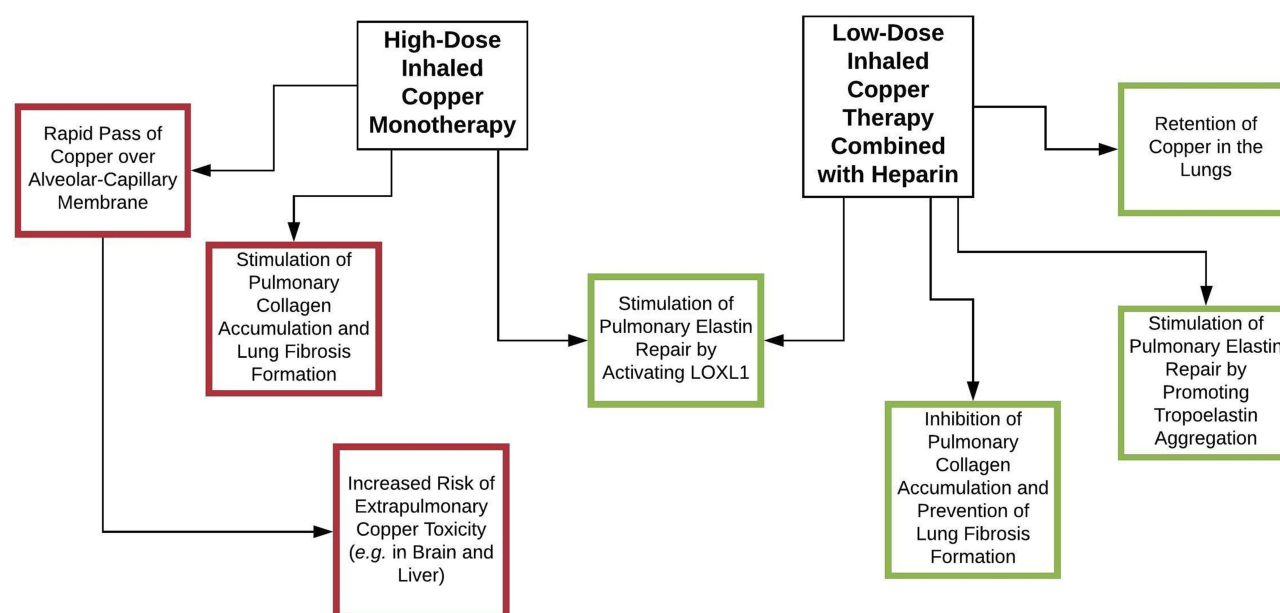 High-Dose
Inhaled
Copper
Monotherapy
Low-Dose
Inhaled
Copper
Therapy
Combined
with Heparin
Rapid Pass of
Copper over
Alveolar-Capillary
Membrane
Retention of
Copper in the
Lungs
Stimulation of
Pulmonary
Collagen
Accumulation and
Lung Fibrosis
Formation
Stimulation of
Pulmonary Elastin
Repair by
Activating LOXL1
Stimulation of
Pulmonary Elastin
Repair by
Promoting
Tropoelastin
Aggregation
Inhibition of
Pulmonary
Collagen
Accumulation and
Prevention of
Lung Fibrosis
Formation
Increased Risk of
Extrapulmonary
Copper Toxicity
(e.g. in Brain and
Liver)